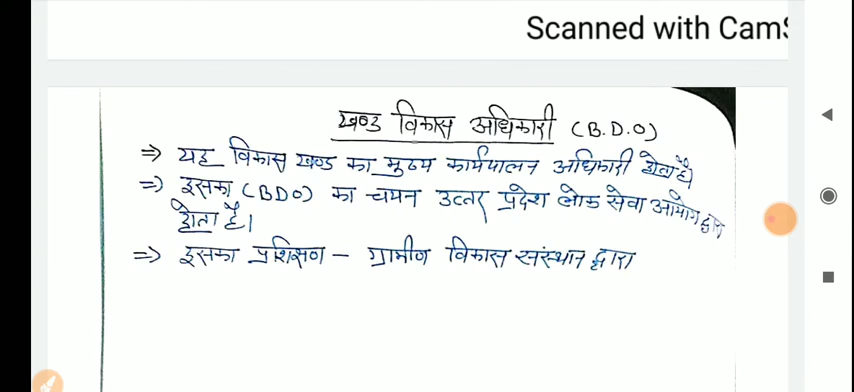 Scanned with CamS
खण्ड विकास अधिकारी (B.D.O)
⇒ यह विकास खण्ड का मुख्य कार्यपालन अधिकारी होता है।
⇒ इसका (BDO) का चयन उत्तर प्रदेश लोक सेवा आयोग द्वारा
होता है।
⇒ इसका प्रशिक्षण – ग्रामीण विकास संस्थान द्वारा